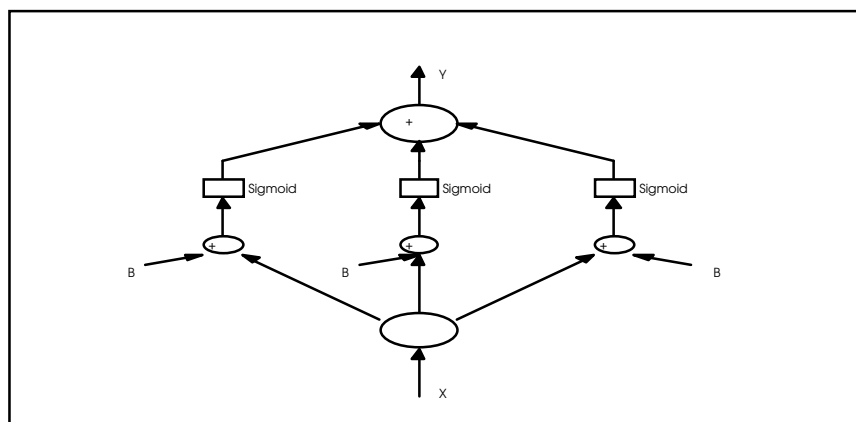 Y
+
Sigmoid Sigmoid Sigmoid
+ + +
B B B
X